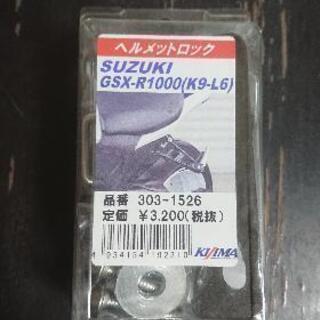 ヘルメットロック
SUZUKI
GSX-R1000(K9-L6)
品番 303-1526
定価 ￥3,200(税抜)
KIJIMA